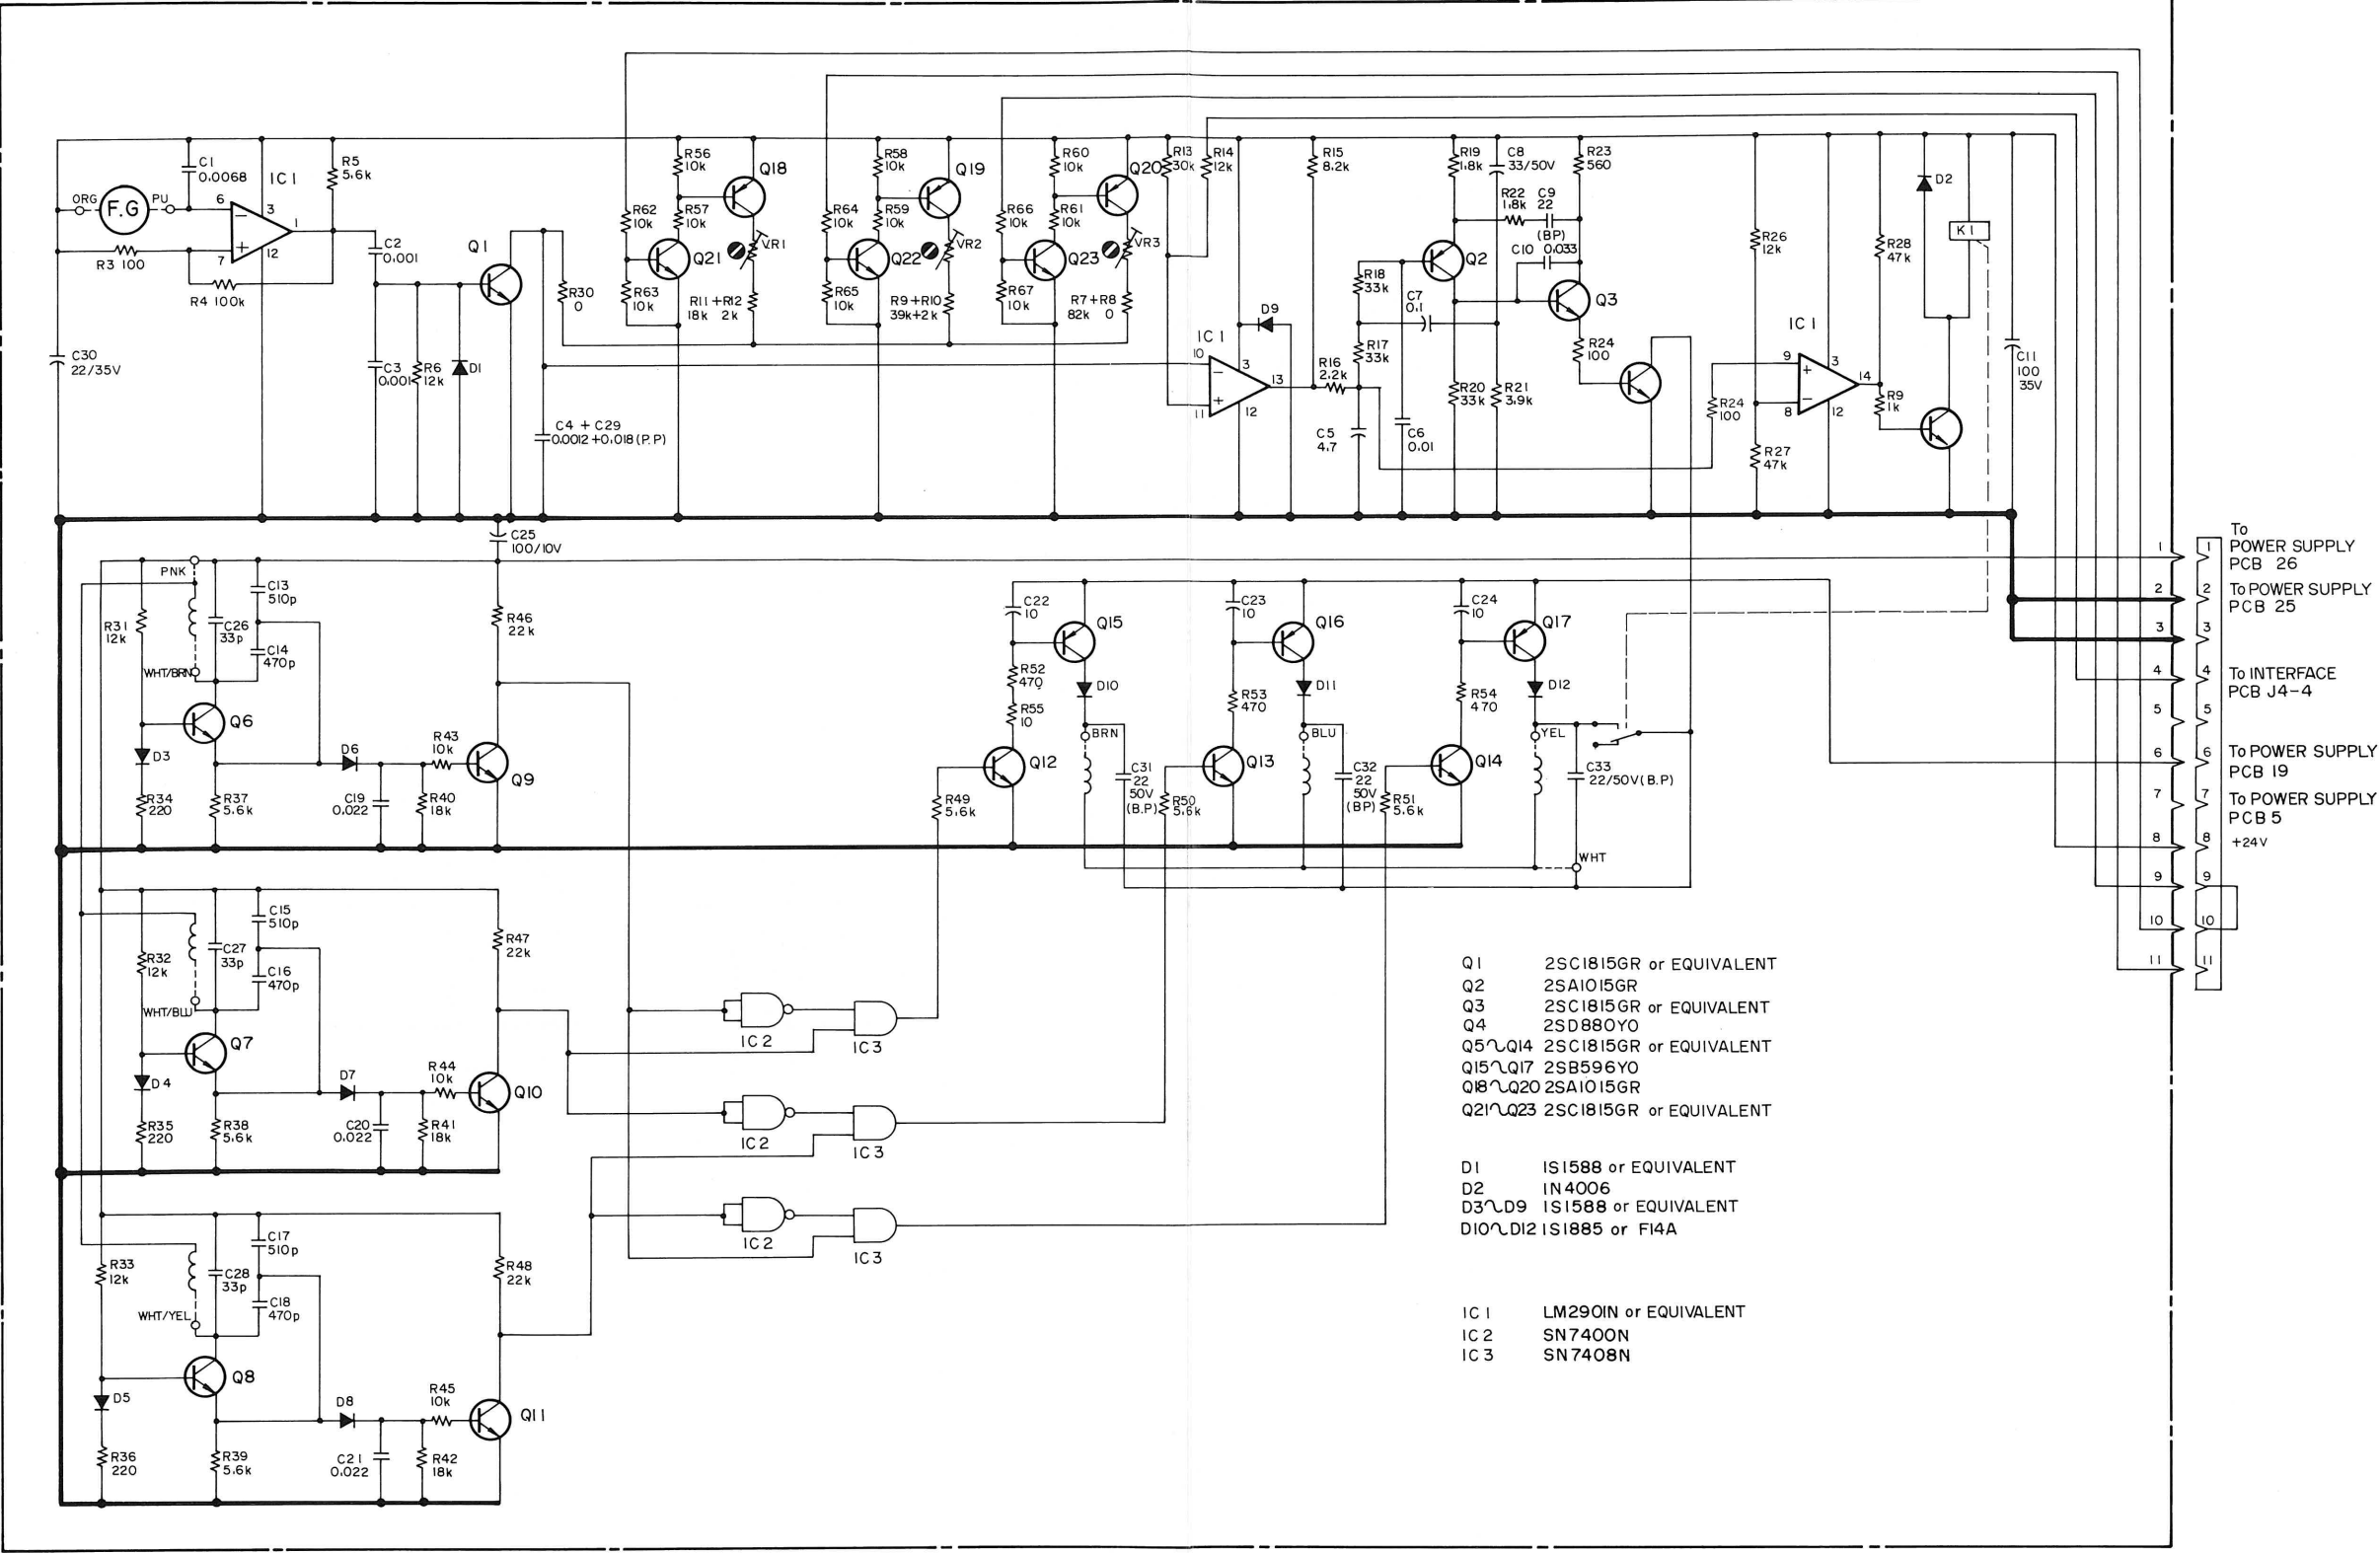 C1
0.0068
IC1
R5
5.6k
ORG
F.G
PU
6
3
1
7
12
R3 100
R4 100k
C2
0.001
Q1
C3
0.001
R6
12k
D1
C30
22/35V
R30
0
C4 + C29
0.0012+0.018(P.P)
R56
10k
Q18
R62
10k
R57
10k
Q21
VR1
R63
10k
R11+R12
18k 2k
R58
10k
Q19
R64
10k
R59
10k
Q22
VR2
R65
10k
R9+R10
39k+2k
R60
10k
Q20
R66
10k
R61
10k
Q23
VR3
R67
10k
R7+R8
82k 0
R13
30k
R14
12k
R15
8.2k
D9
IC1
10
3
13
11
12
R16
2.2k
R18
33k
C7
0.1
R17
33k
C5
4.7
C6
0.01
R19
1.8k
C8
33/50V
R23
560
R22
1.8k
C9
22
(BP)
C10 0.033
Q2
Q3
R20
33k
R21
3.9k
R24
100
R24
100
R26
12k
R27
47k
IC1
9
3
14
8
12
R28
47k
R9
1k
D2
K1
C11
100
35V
C25
100/10V
PNK
C13
510p
R31
12k
C26
33p
C14
470p
WHT/BRN
R46
22k
Q6
D3
D6
R43
10k
Q9
R34
220
R37
5.6k
C19
0.022
R40
18k
C22
10
Q15
R52
470
R55
10
D10
BRN
Q12
C31
22
50V
(B.P)
R49
5.6k
C23
10
Q16
R53
470
D11
BLU
Q13
C32
22
50V
(BP)
R50
5.6k
C24
10
Q17
R54
470
D12
YEL
Q14
C33
22/50V(B.P)
R51
5.6k
WHT
C15
510p
R32
12k
C27
33p
C16
470p
WHT/BLU
R47
22k
Q7
D4
D7
R44
10k
Q10
R35
220
R38
5.6k
C20
0.022
R41
18k
IC2
IC3
IC2
IC3
IC2
IC3
C17
510p
R33
12k
C28
33p
C18
470p
WHT/YEL
R48
22k
Q8
D5
D8
R45
10k
Q11
R36
220
R39
5.6k
C21
0.022
R42
18k
1 1 To
POWER SUPPLY
PCB 26
2 2 To POWER SUPPLY
PCB 25
3 3
4 4 To INTERFACE
PCB J4-4
5 5
6 6 To POWER SUPPLY
PCB 19
7 7 To POWER SUPPLY
PCB 5
8 8 +24V
9 9
10 10
11 11
Q1 2SC1815GR or EQUIVALENT
Q2 2SA1015GR
Q3 2SC1815GR or EQUIVALENT
Q4 2SD880YO
Q5~Q14 2SC1815GR or EQUIVALENT
Q15~Q17 2SB596YO
Q18~Q20 2SA1015GR
Q21~Q23 2SC1815GR or EQUIVALENT
D1 1S1588 or EQUIVALENT
D2 1N4006
D3~D9 1S1588 or EQUIVALENT
D10~D12 1S1885 or F14A
IC1 LM2901N or EQUIVALENT
IC2 SN7400N
IC3 SN7408N